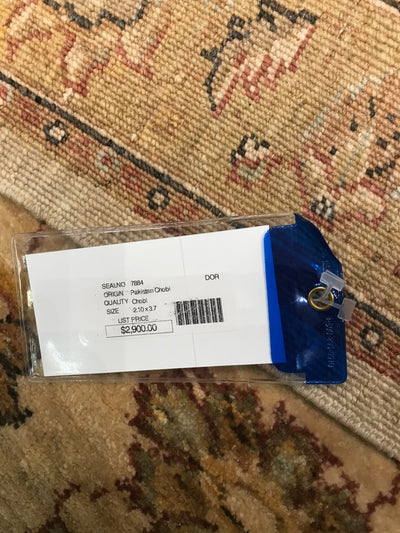 SEALNO 7884
DOR
ORIGIN Pakistan Chobi
QUALITY Chobi
SIZE 2.10 x 3.7
LIST PRICE
$2,900.00